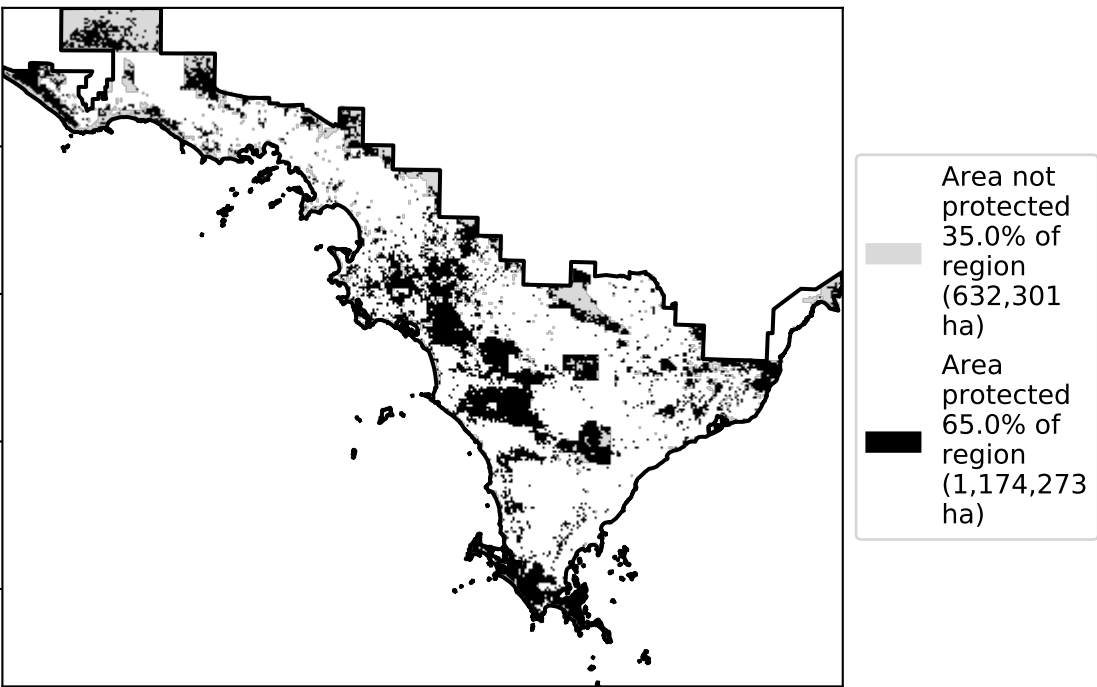 Area not
protected
35.0% of
region
(632,301
ha)
Area
protected
65.0% of
region
(1,174,273
ha)